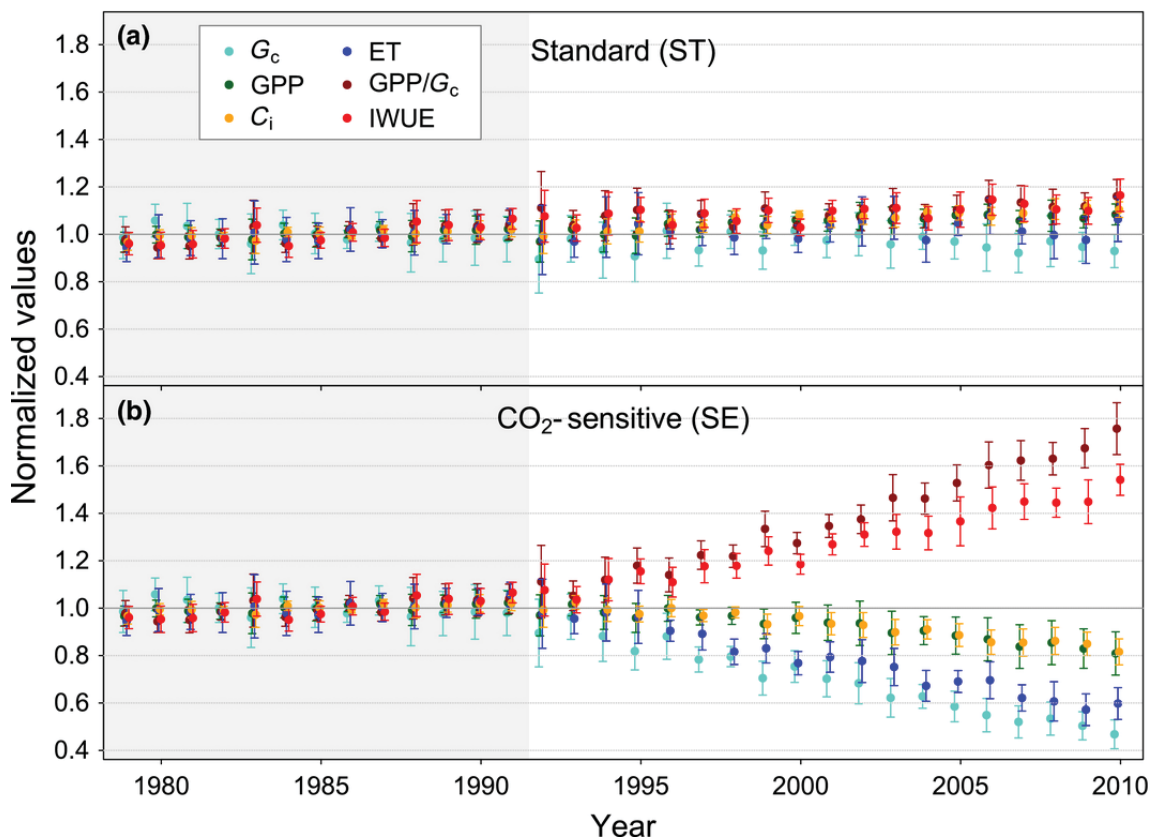 (a)
Standard (ST)
Gc ET
GPP GPP/Gc
Ci IWUE
1.8
1.6
1.4
1.2
1.0
0.8
0.6
0.4
(b)
CO2-sensitive (SE)
1.8
1.6
1.4
1.2
1.0
0.8
0.6
0.4
Normalized values
1980 1985 1990 1995 2000 2005 2010
Year